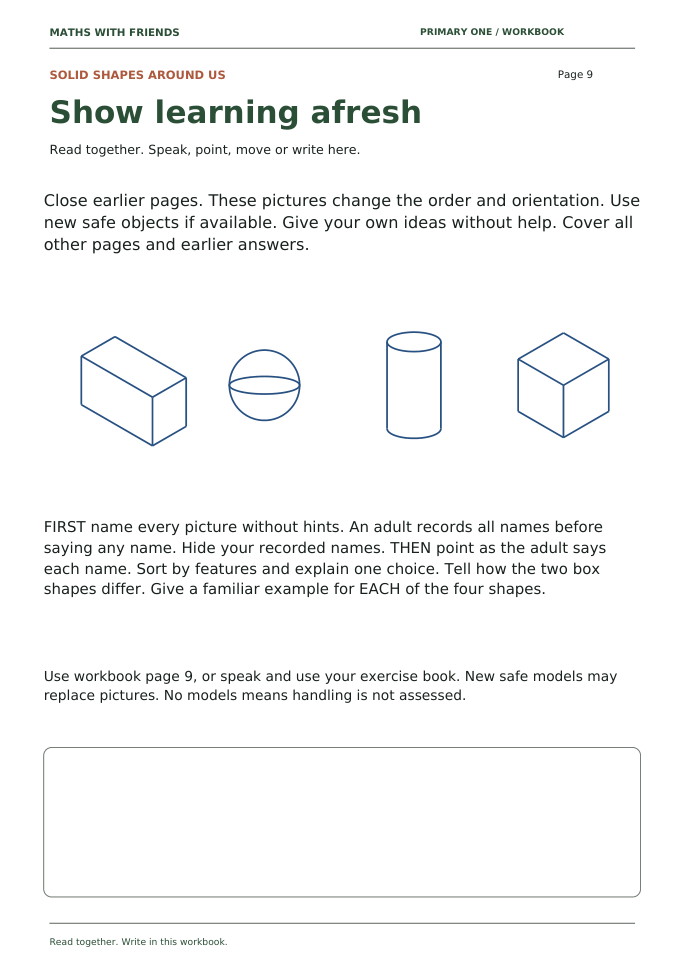 MATHS WITH FRIENDS
PRIMARY ONE / WORKBOOK
SOLID SHAPES AROUND US
Page 9
Show learning afresh
Read together. Speak, point, move or write here.
Close earlier pages. These pictures change the order and orientation. Use
new safe objects if available. Give your own ideas without help. Cover all
other pages and earlier answers.
FIRST name every picture without hints. An adult records all names before
saying any name. Hide your recorded names. THEN point as the adult says
each name. Sort by features and explain one choice. Tell how the two box
shapes differ. Give a familiar example for EACH of the four shapes.
Use workbook page 9, or speak and use your exercise book. New safe models may
replace pictures. No models means handling is not assessed.
Read together. Write in this workbook.